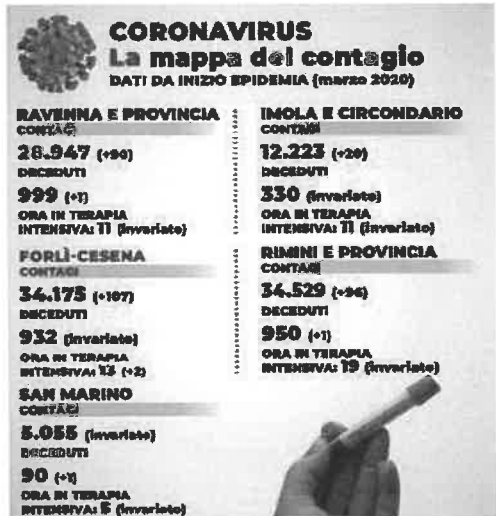 CORONAVIRUS
La mappa del contagio
DATI DA INIZIO EPIDEMIA (marzo 2020)
RAVENNA E PROVINCIA
CONTAGI
28.947 (+90)
DECEDUTI
999 (+1)
ORA IN TERAPIA
INTENSIVA: 11 (invariato)
FORLÌ-CESENA
CONTAGI
34.175 (+107)
DECEDUTI
932 (invariato)
ORA IN TERAPIA
INTENSIVA: 13 (+2)
SAN MARINO
CONTAGI
5.055 (invariato)
DECEDUTI
90 (+1)
ORA IN TERAPIA
INTENSIVA: 5 (invariato)
IMOLA E CIRCONDARIO
CONTAGI
12.223 (+20)
DECEDUTI
330 (invariato)
ORA IN TERAPIA
INTENSIVA: 11 (invariato)
RIMINI E PROVINCIA
CONTAGI
34.529 (+96)
DECEDUTI
950 (+1)
ORA IN TERAPIA
INTENSIVA: 19 (invariato)